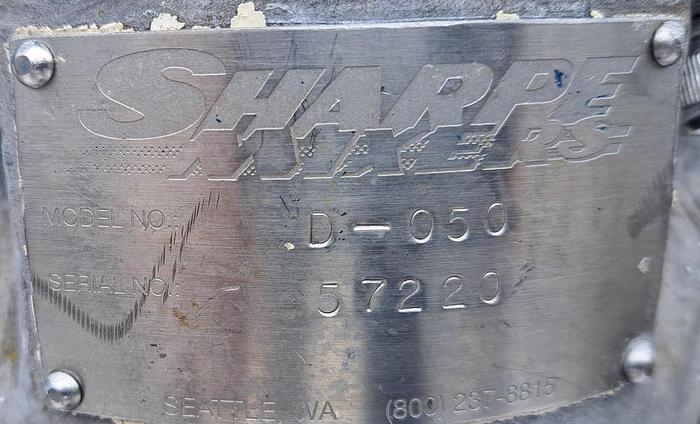 SHARPE
MIXERS
MODEL NO.: D-050
SERIAL NO.: 57220
SEATTLE, WA (800) 237-8815